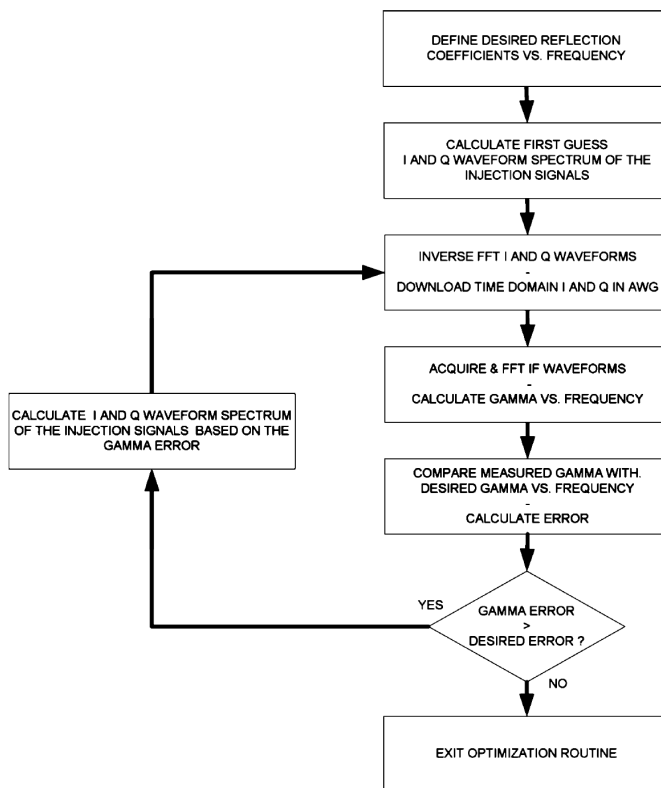 DEFINE DESIRED REFLECTION
COEFFICIENTS VS. FREQUENCY
CALCULATE FIRST GUESS
I AND Q WAVEFORM SPECTRUM OF THE
INJECTION SIGNALS
INVERSE FFT I AND Q WAVEFORMS
-
DOWNLOAD TIME DOMAIN I AND Q IN AWG
ACQUIRE & FFT IF WAVEFORMS
-
CALCULATE GAMMA VS. FREQUENCY
CALCULATE I AND Q WAVEFORM SPECTRUM
OF THE INJECTION SIGNALS BASED ON THE
GAMMA ERROR
COMPARE MEASURED GAMMA WITH.
DESIRED GAMMA VS. FREQUENCY
-
CALCULATE ERROR
YES
GAMMA ERROR
>
DESIRED ERROR ?
NO
EXIT OPTIMIZATION ROUTINE